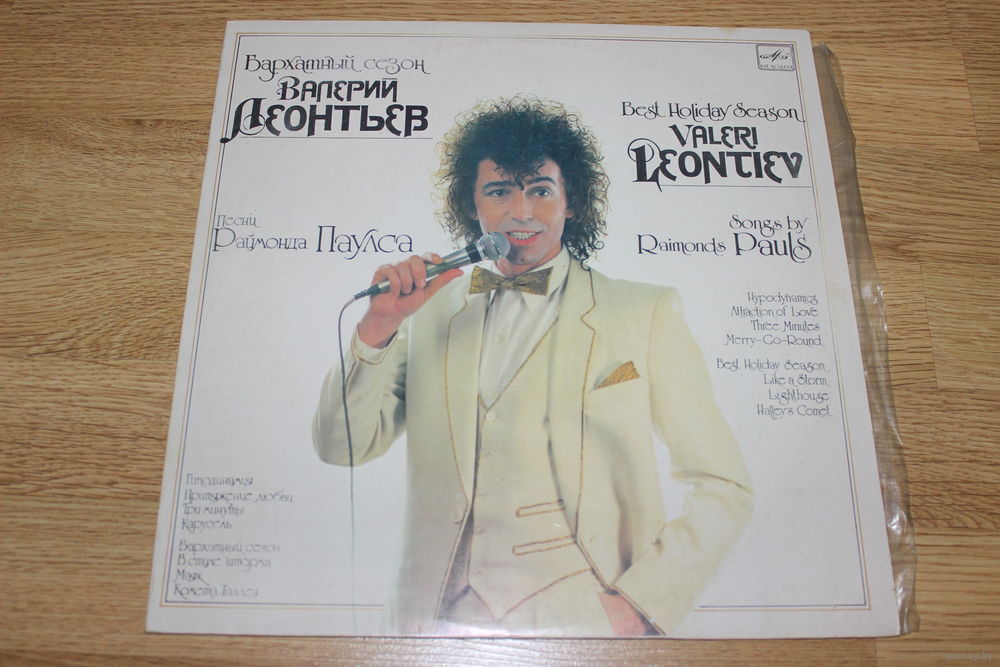 Бархатный сезон
Валерий
Леонтьев
Песни
Раймонда Паулса
Гиподинамия
Притяжение любви
Три минуты
Карусель
Бархатный сезон
В стиле шторма
Маяк
Комета Галлея
МЕЛОДИЯ
Best Holiday Season
Valeri
Leontiev
Songs by
Raimonds Pauls
Hypodynamics
Attraction of Love
Three Minutes
Merry-Go-Round
Best Holiday Season
Like a Storm
Lighthouse
Halley's Comet